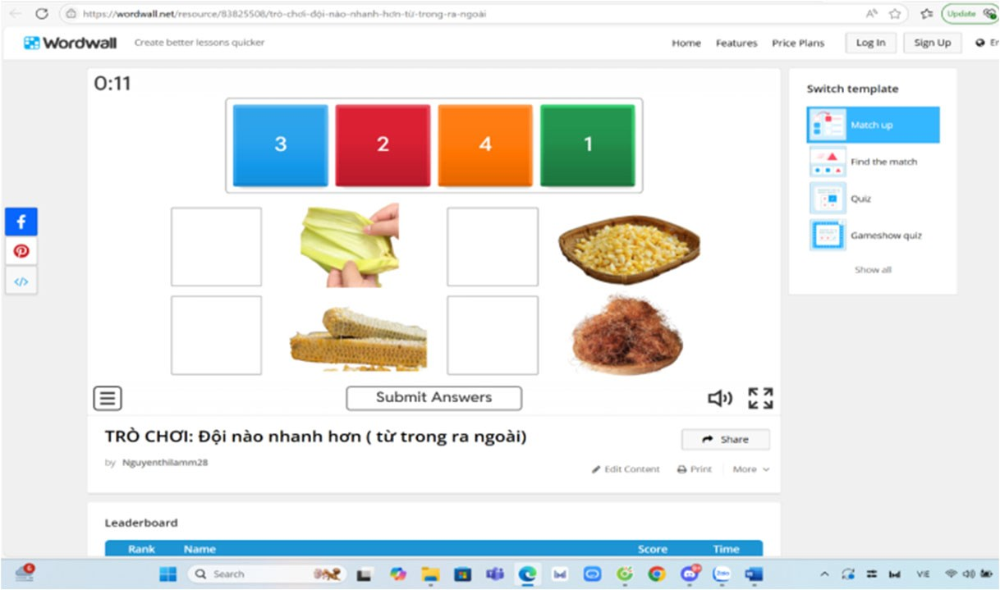 https://wordwall.net/resource/83825508/trò-chơi-đội-nào-nhanh-hơn-từ-trong-ra-ngoài
Update
Wordwall Create better lessons quicker
Home Features Price Plans Log In Sign Up
0:11
3 2 4 1
Submit Answers
TRÒ CHƠI: Đội nào nhanh hơn ( từ trong ra ngoài)
by Nguyenthilamm28
Share
Edit Content Print More
Leaderboard
Rank Name Score Time
Switch template
Match up
Find the match
Quiz
Gameshow quiz
Show all
6
Search
VIE